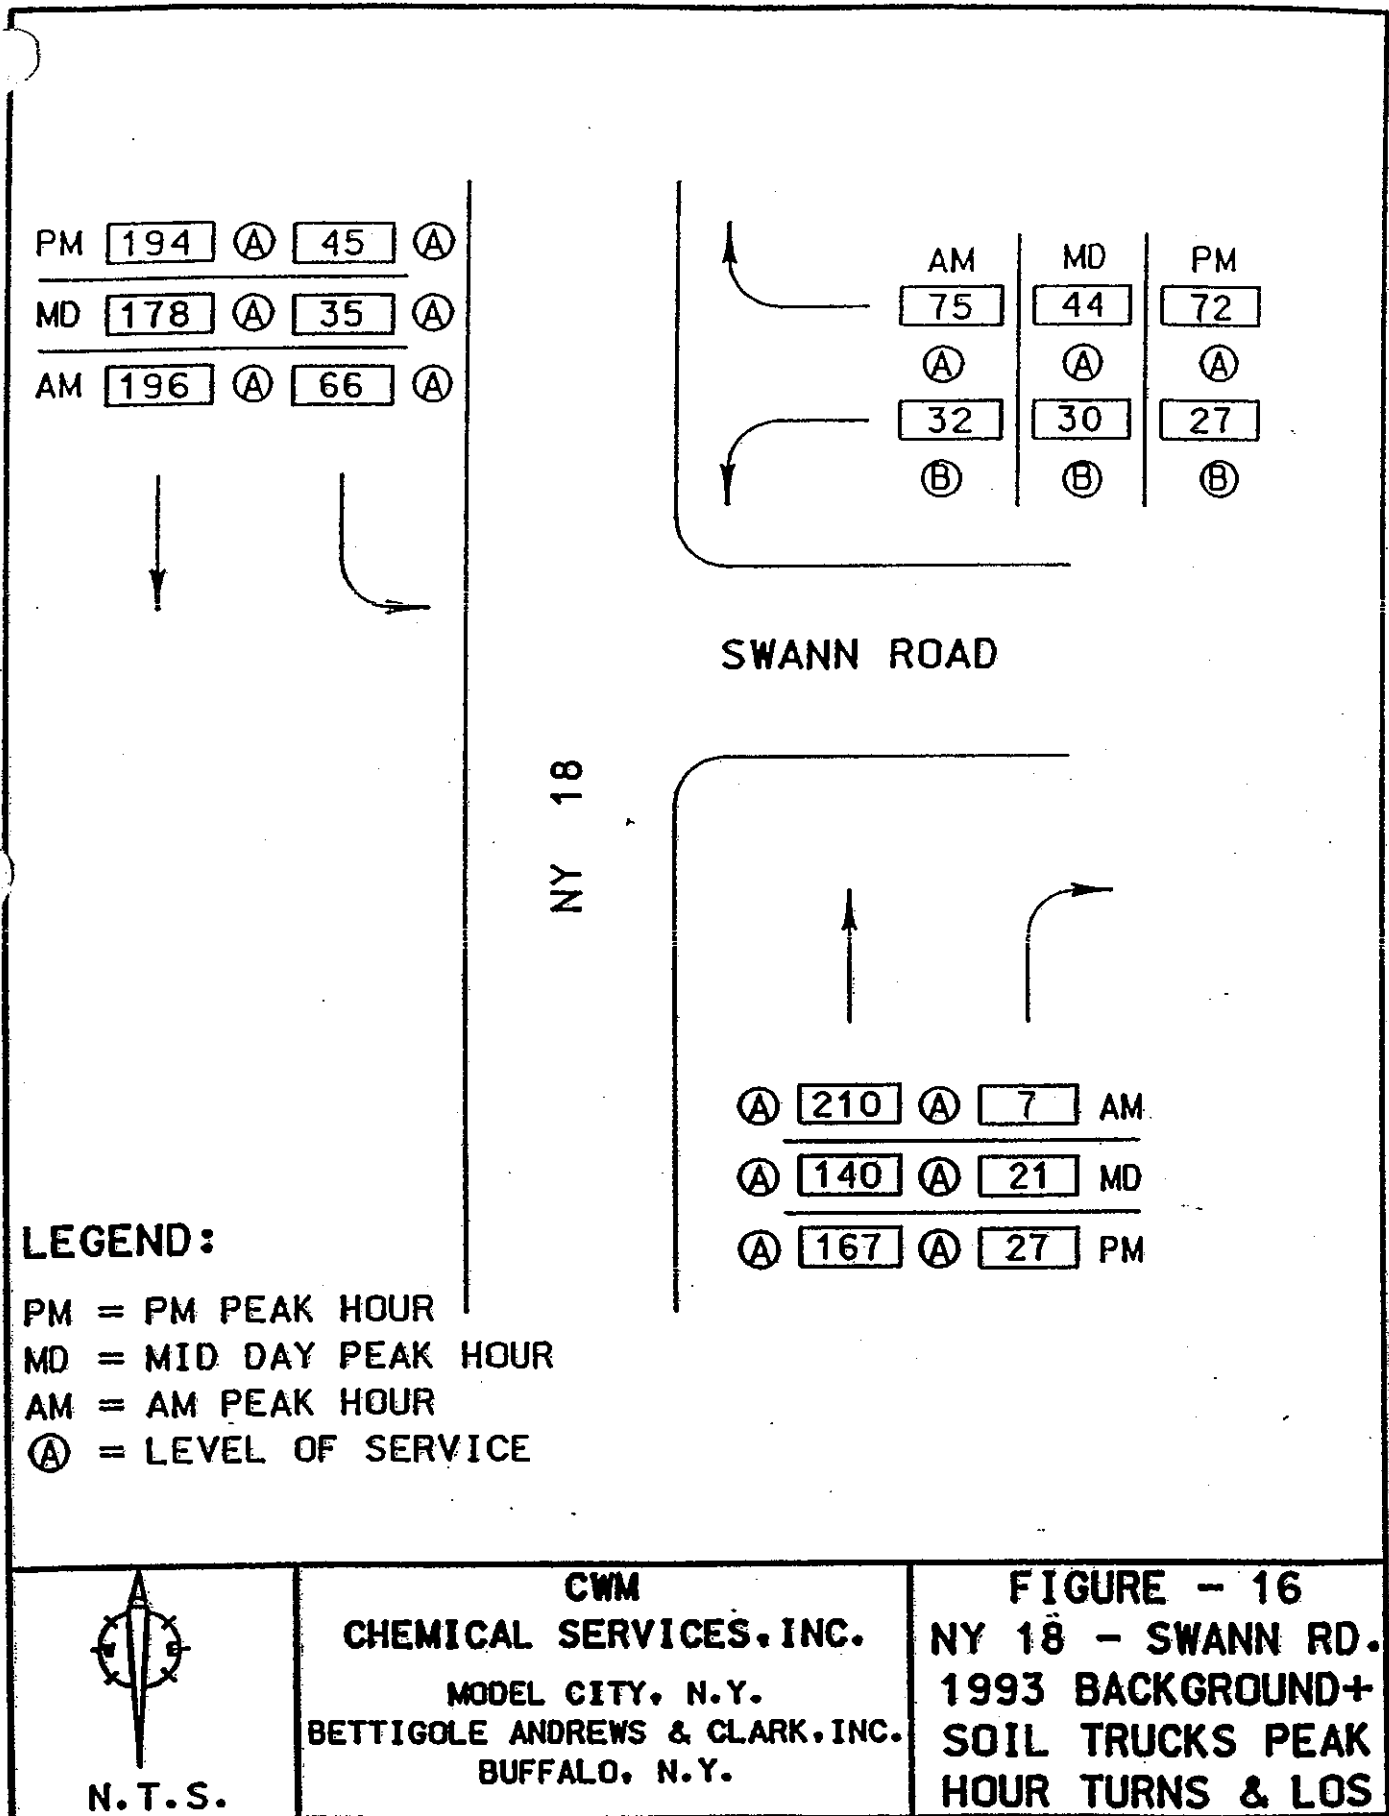 PM 194 A 45 A
MD 178 A 35 A
AM 196 A 66 A
AM MD PM
75 44 72
A A A
32 30 27
B B B
SWANN ROAD
NY 18
A 210 A 7 AM
A 140 A 21 MD
A 167 A 27 PM
LEGEND:
PM = PM PEAK HOUR
MD = MID DAY PEAK HOUR
AM = AM PEAK HOUR
A = LEVEL OF SERVICE
N.T.S.
CWM
CHEMICAL SERVICES, INC.
MODEL CITY, N.Y.
BETTIGOLE ANDREWS & CLARK, INC.
BUFFALO, N.Y.
FIGURE - 16
NY 18 - SWANN RD.
1993 BACKGROUND+
SOIL TRUCKS PEAK
HOUR TURNS & LOS